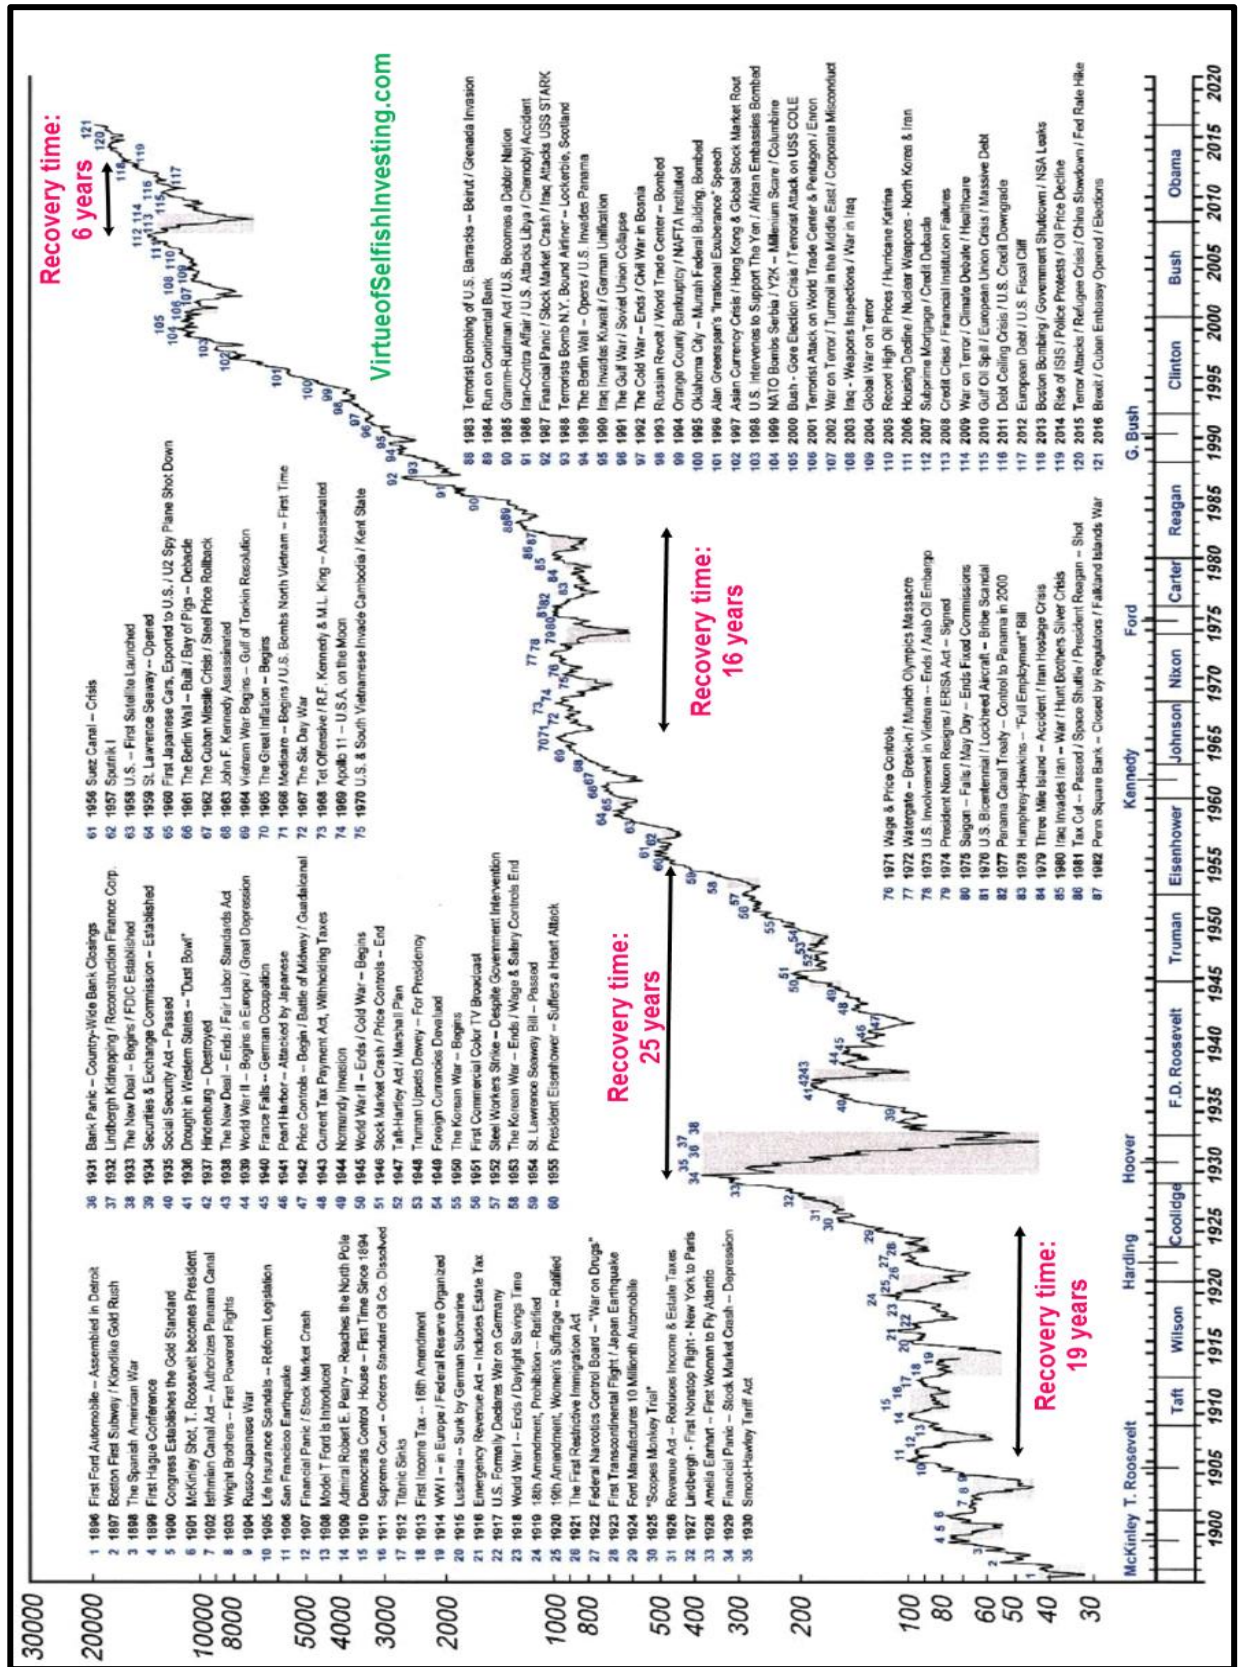 30000
20000
10000
8000
5000
4000
3000
2000
1000
800
500
400
300
200
100
80
60
50
40
30
Recovery time:
6 years
VirtueofSelfishInvesting.com
Recovery time:
16 years
Recovery time:
25 years
Recovery time:
19 years
1 1896 First Ford Automobile – Assembled in Detroit
2 1897 Boston First Subway / Klondike Gold Rush
3 1898 The Spanish American War
4 1899 First Hague Conference
5 1900 Congress Establishes the Gold Standard
6 1901 McKinley Shot, T. Roosevelt becomes President
7 1902 Isthmian Canal Act – Authorizes Panama Canal
8 1903 Wright Brothers – First Powered Flights
9 1904 Russo-Japanese War
10 1905 Life Insurance Scandals – Reform Legislation
11 1906 San Francisco Earthquake
12 1907 Financial Panic / Stock Market Crash
13 1908 Model T Ford is Introduced
14 1909 Admiral Robert E. Peary – Reaches the North Pole
15 1910 Democrats Control House – First Time Since 1894
16 1911 Supreme Court – Orders Standard Oil Co. Dissolved
17 1912 Titanic Sinks
18 1913 First Income Tax – 16th Amendment
19 1914 WW I – in Europe / Federal Reserve Organized
20 1915 Lusitania – Sunk by German Submarine
21 1916 Emergency Revenue Act – Includes Estate Tax
22 1917 U.S. Formally Declares War on Germany
23 1918 World War I – Ends / Daylight Savings Time
24 1919 18th Amendment, Prohibition – Ratified
25 1920 19th Amendment, Women's Suffrage – Ratified
26 1921 The First Restrictive Immigration Act
27 1922 Federal Narcotics Control Board – "War on Drugs"
28 1923 First Transcontinental Flight / Japan Earthquake
29 1924 Ford Manufactures 10 Millionth Automobile
30 1925 "Scopes Monkey Trial"
31 1926 Revenue Act – Reduces Income & Estate Taxes
32 1927 Lindbergh - First Nonstop Flight - New York to Paris
33 1928 Amelia Earhart – First Woman to Fly Atlantic
34 1929 Financial Panic – Stock Market Crash – Depression
35 1930 Smoot-Hawley Tariff Act
36 1931 Bank Panic – Country-Wide Bank Closings
37 1932 Lindbergh Kidnapping / Reconstruction Finance Corp.
38 1933 The New Deal – Begins / FDIC Established
39 1934 Securities & Exchange Commission – Established
40 1935 Social Security Act – Passed
41 1936 Drought in Western States – "Dust Bowl"
42 1937 Hindenburg – Destroyed
43 1938 The New Deal – Ends / Fair Labor Standards Act
44 1939 World War II – Begins in Europe / Great Depression
45 1940 France Falls – German Occupation
46 1941 Pearl Harbor – Attacked by Japanese
47 1942 Price Controls – Begin / Battle of Midway / Guadalcanal
48 1943 Current Tax Payment Act, Withholding Taxes
49 1944 Normandy Invasion
50 1945 World War II – Ends / Cold War – Begins
51 1946 Stock Market Crash / Price Controls – End
52 1947 Taft-Hartley Act / Marshall Plan
53 1948 Truman Upsets Dewey – For Presidency
54 1949 Foreign Currencies Devalued
55 1950 The Korean War – Begins
56 1951 First Commercial Color TV Broadcast
57 1952 Steel Workers Strike – Despite Government Intervention
58 1953 The Korean War – Ends / Wage & Salary Controls End
59 1954 St. Lawrence Seaway Bill – Passed
60 1955 President Eisenhower – Suffers a Heart Attack
61 1956 Suez Canal – Crisis
62 1957 Sputnik I
63 1958 U.S. – First Satellite Launched
64 1959 St. Lawrence Seaway – Opened
65 1960 First Japanese Cars, Exported to U.S. / U2 Spy Plane Shot Down
66 1961 The Berlin Wall – Built / Bay of Pigs – Debacle
67 1962 The Cuban Missile Crisis / Steel Price Rollback
68 1963 John F. Kennedy Assassinated
69 1964 Vietnam War Begins – Gulf of Tonkin Resolution
70 1965 The Great Inflation – Begins
71 1966 Medicare – Begins / U.S. Bombs North Vietnam – First Time
72 1967 The Six Day War
73 1968 Tet Offensive / R.F. Kennedy & M.L. King – Assassinated
74 1969 Apollo 11 – U.S.A. on the Moon
75 1970 U.S. & South Vietnamese Invade Cambodia / Kent State
76 1971 Wage & Price Controls
77 1972 Watergate – Break-in / Munich Olympics Massacre
78 1973 U.S. Involvement in Vietnam – Ends / Arab Oil Embargo
79 1974 President Nixon Resigns / ERISA Act – Signed
80 1975 Saigon – Falls / May Day – Ends Fixed Commissions
81 1976 U.S. Bicentennial / Lockheed Aircraft – Bribe Scandal
82 1977 Panama Canal Treaty – Control to Panama in 2000
83 1978 Humphrey-Hawkins – "Full Employment" Bill
84 1979 Three Mile Island – Accident / Iran Hostage Crisis
85 1980 Iraq Invades Iran – War / Hunt Brothers Silver Crisis
86 1981 Tax Cut – Passed / Space Shuttle / President Reagan – Shot
87 1982 Penn Square Bank – Closed by Regulators / Falkland Islands War
88 1983 Terrorist Bombing of U.S. Barracks – Beirut / Grenada Invasion
89 1984 Run on Continental Bank
90 1985 Gramm-Rudman Act / U.S. Becomes a Debtor Nation
91 1986 Iran-Contra Affair / U.S. Attacks Libya / Chernobyl Accident
92 1987 Financial Panic / Stock Market Crash / Iraq Attacks USS STARK
93 1988 Terrorists Bomb N.Y. Bound Airliner – Lockerbie, Scotland
94 1989 The Berlin Wall – Opens / U.S. Invades Panama
95 1990 Iraq Invades Kuwait / German Unification
96 1991 The Gulf War / Soviet Union Collapse
97 1992 The Cold War – Ends / Civil War in Bosnia
98 1993 Russian Revolt / World Trade Center – Bombed
99 1994 Orange County Bankruptcy / NAFTA Instituted
100 1995 Oklahoma City – Murrah Federal Building, Bombed
101 1996 Alan Greenspan's "Irrational Exuberance" Speech
102 1997 Asian Currency Crisis / Hong Kong & Global Stock Market Rout
103 1998 U.S. Intervenes to Support The Yen / African Embassies Bombed
104 1999 NATO Bombs Serbia / Y2K – Millenium Scare / Columbine
105 2000 Bush - Gore Election Crisis / Terrorist Attack on USS COLE
106 2001 Terrorist Attack on World Trade Center & Pentagon / Enron
107 2002 War on Terror / Turmoil in the Middle East / Corporate Misconduct
108 2003 Iraq - Weapons Inspections / War in Iraq
109 2004 Global War on Terror
110 2005 Record High Oil Prices / Hurricane Katrina
111 2006 Housing Decline / Nuclear Weapons - North Korea & Iran
112 2007 Subprime Mortgage / Credit Debacle
113 2008 Credit Crisis / Financial Institution Failures
114 2009 War on Terror / Climate Debate / Healthcare
115 2010 Gulf Oil Spill / European Union Crisis / Massive Debt
116 2011 Debt Ceiling Crisis / U.S. Credit Downgrade
117 2012 European Debt / U.S. Fiscal Cliff
118 2013 Boston Bombing / Government Shutdown / NSA Leaks
119 2014 Rise of ISIS / Police Protests / Oil Price Decline
120 2015 Terror Attacks / Refugee Crisis / China Slowdown / Fed Rate Hike
121 2016 Brexit / Cuban Embassy Opened / Elections
McKinley T. Roosevelt Taft Wilson Harding Coolidge Hoover F.D. Roosevelt Truman Eisenhower Kennedy Johnson Nixon Ford Carter Reagan G. Bush Clinton Bush Obama
1900 1905 1910 1915 1920 1925 1930 1935 1940 1945 1950 1955 1960 1965 1970 1975 1980 1985 1990 1995 2000 2005 2010 2015 2020